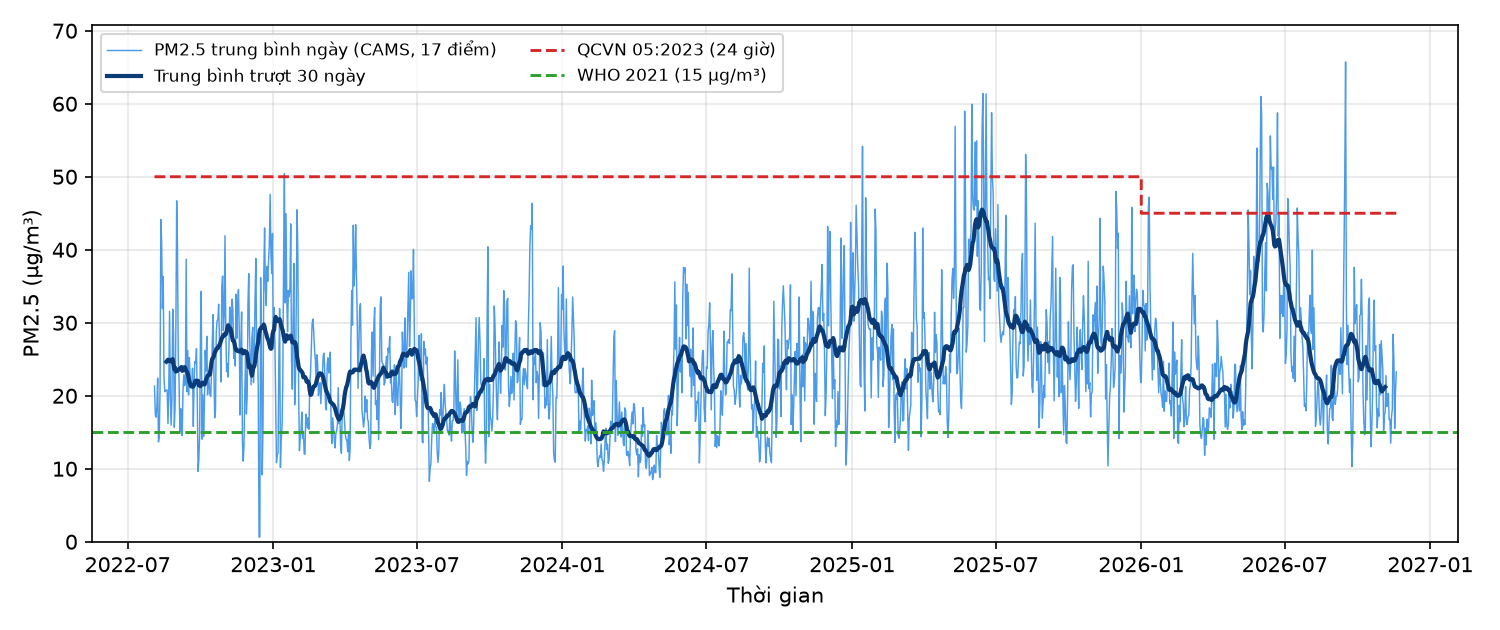 PM2.5 trung bình ngày (CAMS, 17 điểm)
Trung bình trượt 30 ngày
QCVN 05:2023 (24 giờ)
WHO 2021 (15 µg/m³)
PM2.5 (µg/m³)
70
60
50
40
30
20
10
0
2022-07 2023-01 2023-07 2024-01 2024-07 2025-01 2025-07 2026-01 2026-07 2027-01
Thời gian